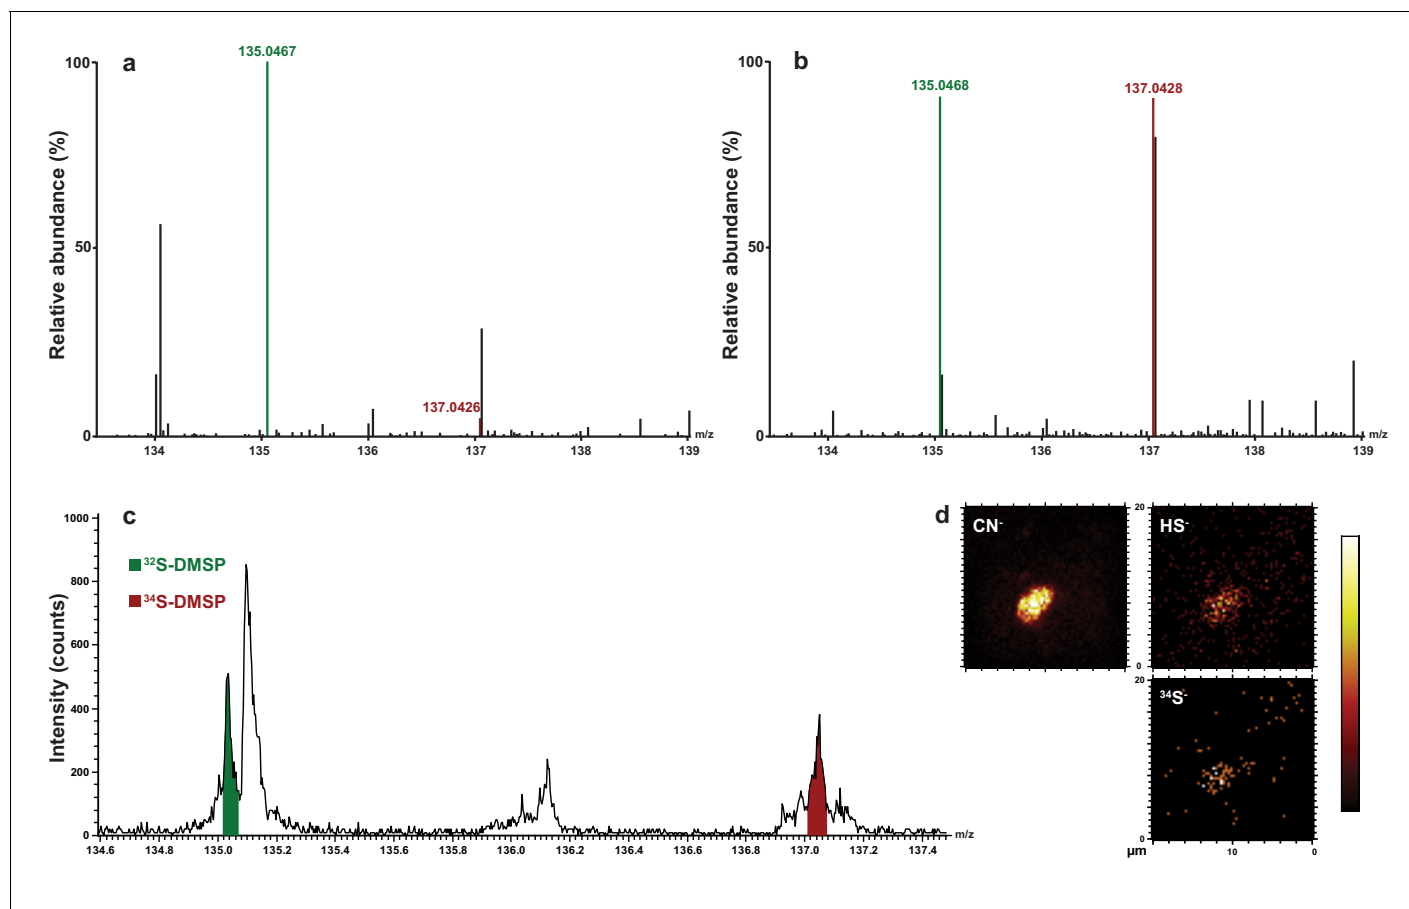 a
135.0467
100
50
0
Relative abundance (%)
137.0426
m/z
134 135 136 137 138 139
b
135.0468
137.0428
100
50
0
Relative abundance (%)
m/z
134 135 136 137 138 139
c
1000
800
600
400
200
0
Intensity (counts)
³²S-DMSP
³⁴S-DMSP
m/z
134.6 134.8 135.0 135.2 135.4 135.6 135.8 136.0 136.2 136.4 136.6 136.8 137.0 137.2 137.4
d
CN⁻
20
HS⁻
0
20
³⁴S⁻
0
µm
10 0